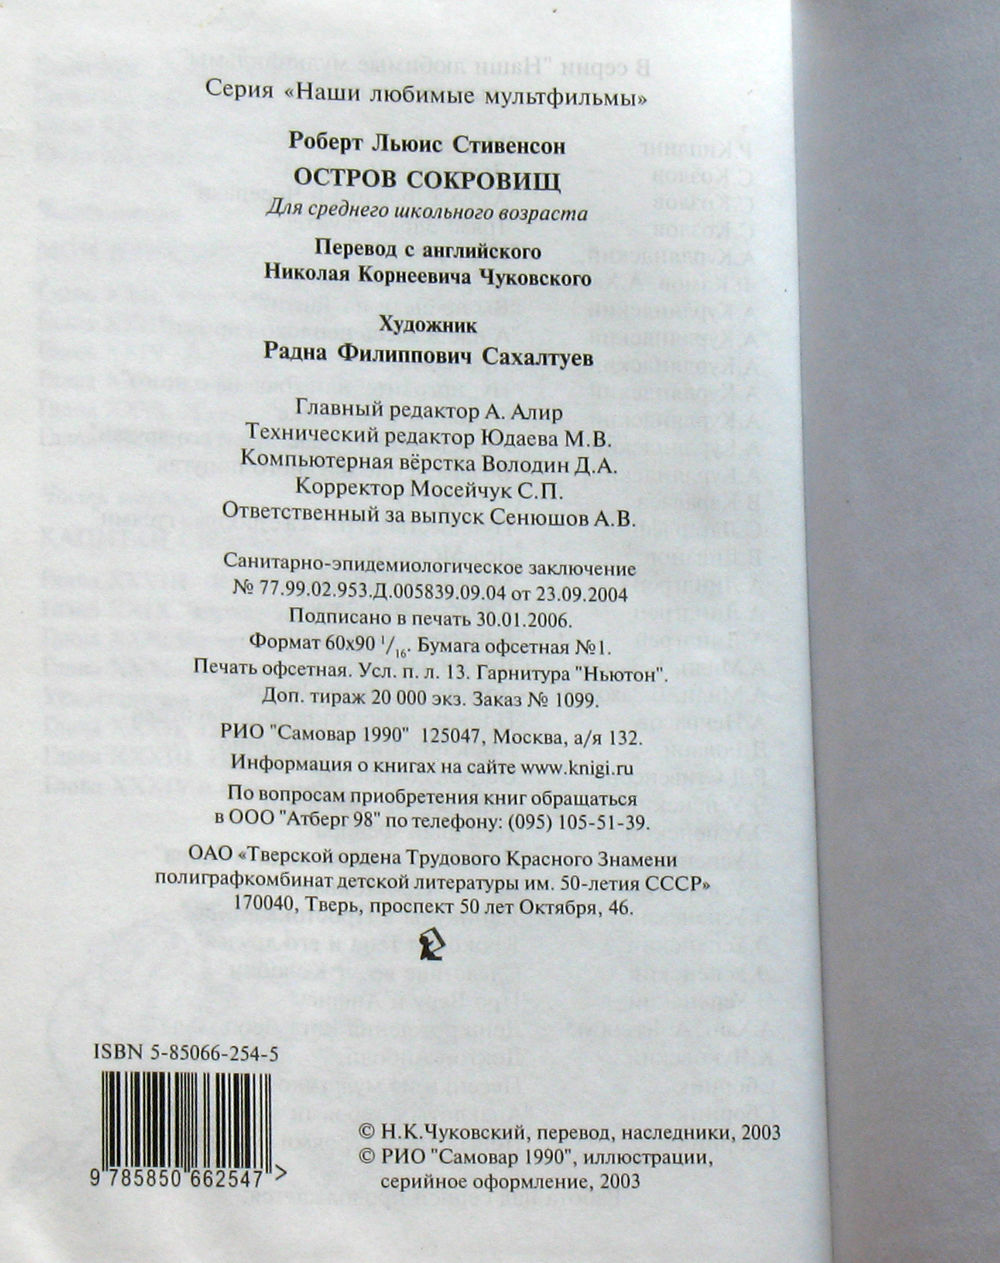 Серия «Наши любимые мультфильмы»
Роберт Льюис Стивенсон
ОСТРОВ СОКРОВИЩ
Для среднего школьного возраста
Перевод с английского
Николая Корнеевича Чуковского
Художник
Радна Филиппович Сахалтуев
Главный редактор А. Алир
Технический редактор Юдаева М.В.
Компьютерная вёрстка Володин Д.А.
Корректор Мосейчук С.П.
Ответственный за выпуск Сенюшов А.В.
Санитарно-эпидемиологическое заключение
№ 77.99.02.953.Д.005839.09.04 от 23.09.2004
Подписано в печать 30.01.2006.
Формат 60x90 1/16. Бумага офсетная №1.
Печать офсетная. Усл. п. л. 13. Гарнитура "Ньютон".
Доп. тираж 20 000 экз. Заказ № 1099.
РИО "Самовар 1990" 125047, Москва, а/я 132.
Информация о книгах на сайте www.knigi.ru
По вопросам приобретения книг обращаться
в ООО "Атберг 98" по телефону: (095) 105-51-39.
ОАО «Тверской ордена Трудового Красного Знамени
полиграфкомбинат детской литературы им. 50-летия СССР»
170040, Тверь, проспект 50 лет Октября, 46.
ISBN 5-85066-254-5
9 785850 662547 >
© Н.К.Чуковский, перевод, наследники, 2003
© РИО "Самовар 1990", иллюстрации,
серийное оформление, 2003